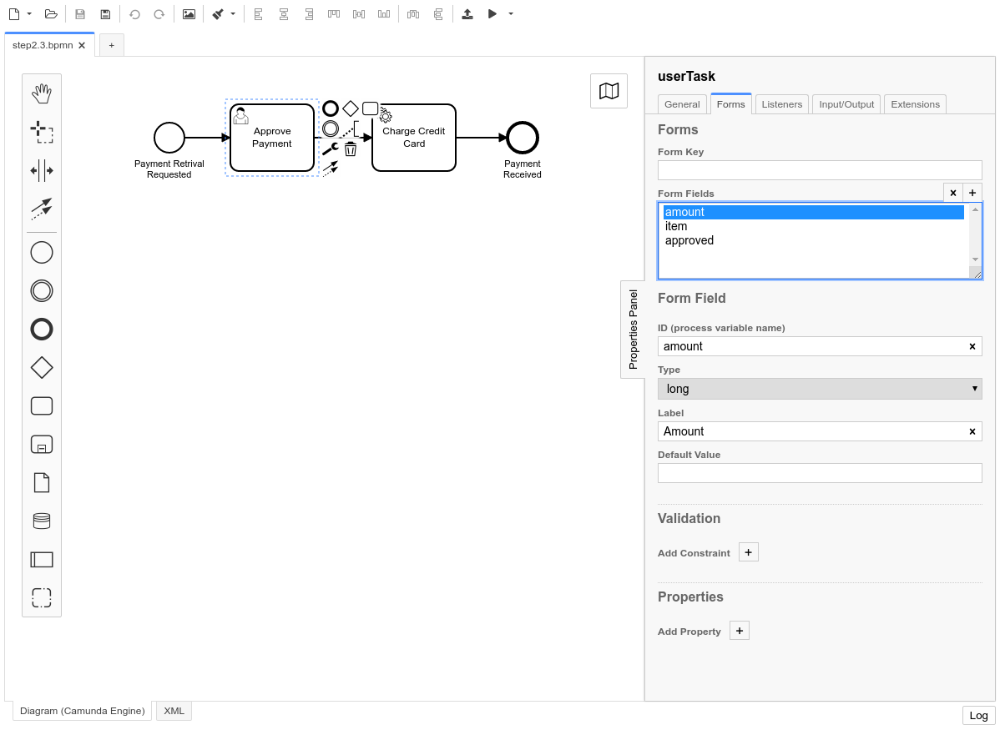 step2.3.bpmn
+
Approve
Payment
Charge Credit
Card
Payment Retrival
Requested
Payment
Received
Properties Panel
userTask
General
Forms
Listeners
Input/Output
Extensions
Forms
Form Key
Form Fields
+
amount
item
approved
Form Field
ID (process variable name)
amount
Type
long
Label
Amount
Default Value
Validation
Add Constraint +
Properties
Add Property +
Diagram (Camunda Engine)
XML
Log